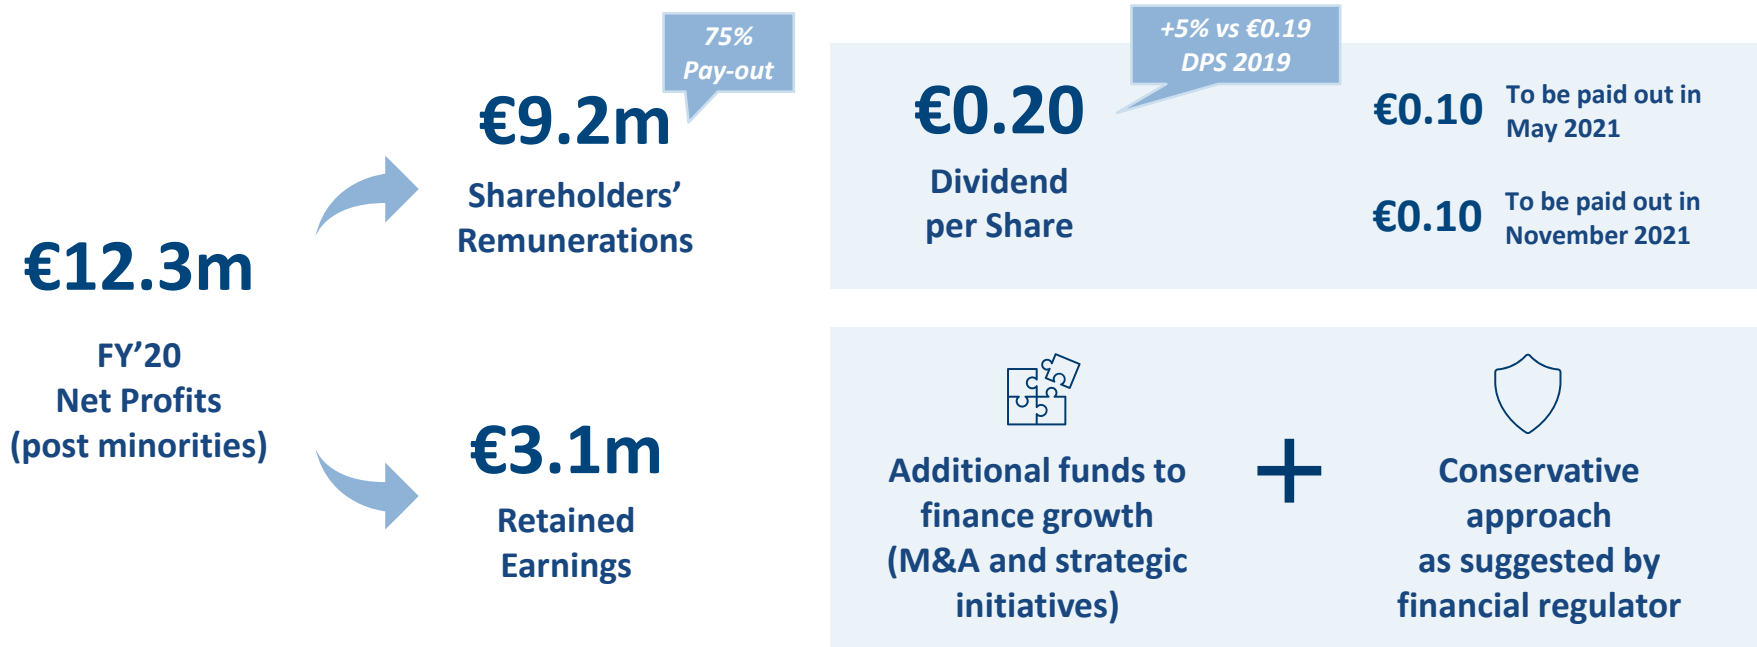 €12.3m
FY’20
Net Profits
(post minorities)
75%
Pay-out
€9.2m
Shareholders’
Remunerations
€3.1m
Retained
Earnings
+5% vs €0.19
DPS 2019
€0.20
Dividend
per Share
€0.10
To be paid out in
May 2021
€0.10
To be paid out in
November 2021
Additional funds to
finance growth
(M&A and strategic
initiatives)
+
Conservative
approach
as suggested by
financial regulator